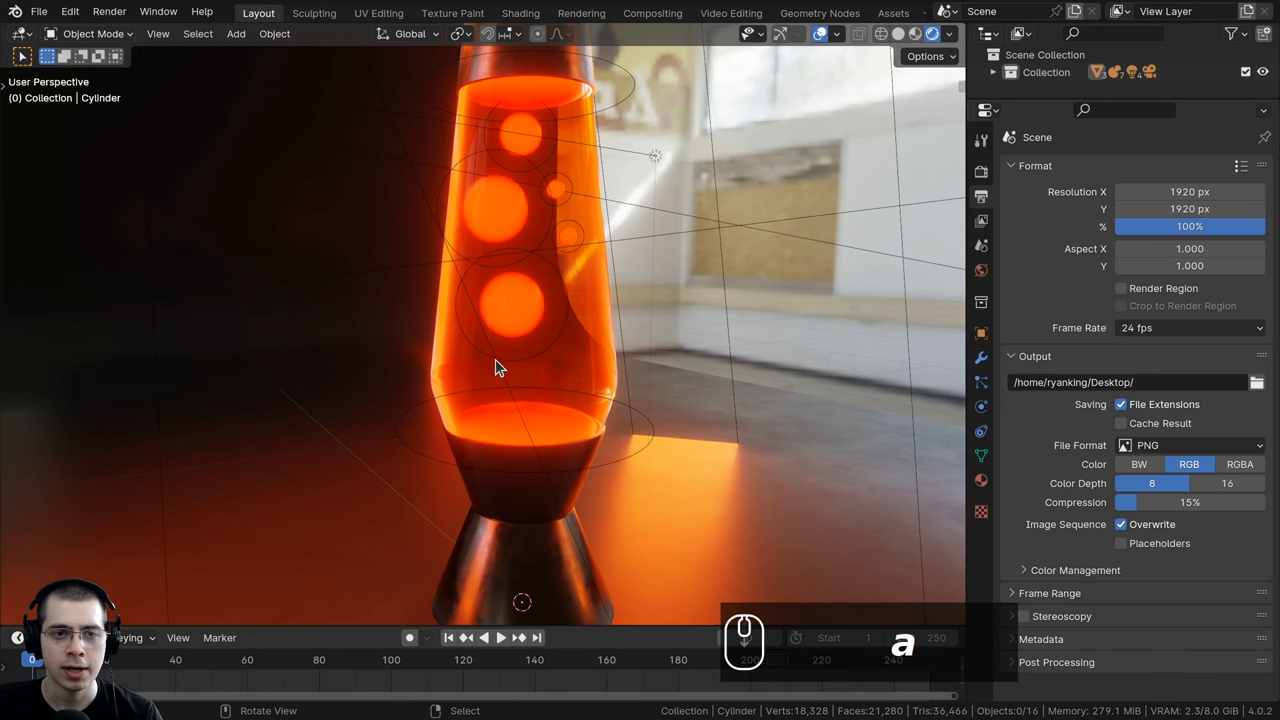 File Edit Render Window Help Layout Sculpting UV Editing Texture Paint Shading Rendering Compositing Video Editing Geometry Nodes Assets Scene View Layer
Object Mode View Select Add Object Global
Options
User Perspective
(0) Collection | Cylinder
Scene Collection
Collection
Scene
Format
Resolution X 1920 px
Y 1920 px
% 100%
Aspect X 1.000
Y 1.000
Render Region
Crop to Render Region
Frame Rate 24 fps
Output
/home/ryanking/Desktop/
Saving File Extensions
Cache Result
File Format PNG
Color BW RGB RGBA
Color Depth 8 16
Compression 15%
Image Sequence Overwrite
Placeholders
Color Management
Frame Range
Stereoscopy
Metadata
Post Processing
a
View Marker Start 1 250
0 40 60 80 100 120 140 160 180 200 220 240
Rotate View Select Collection | Cylinder Verts:18,328 | Faces:21,280 | Tris:36,466 | Objects:0/16 | Memory: 279.1 MiB | VRAM: 2.3/8.0 GiB | 4.0.2